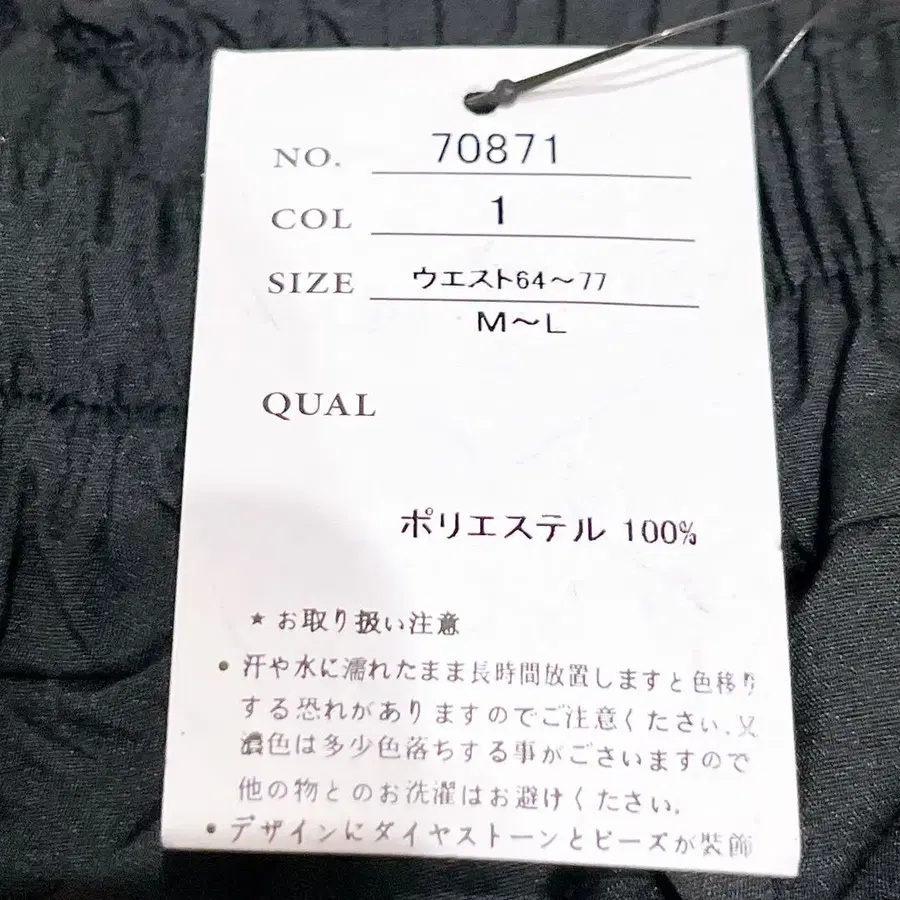 NO. 70871
COL 1
SIZE ウエスト64～77
M～L
QUAL
ポリエステル 100%
★お取り扱い注意
•汗や水に濡れたまま長時間放置しますと色移り
する恐れがありますのでご注意ください.又
濃色は多少色落ちする事がございますので
他の物とのお洗濯はお避けください.
•デザインにダイヤストーンとビーズが装飾